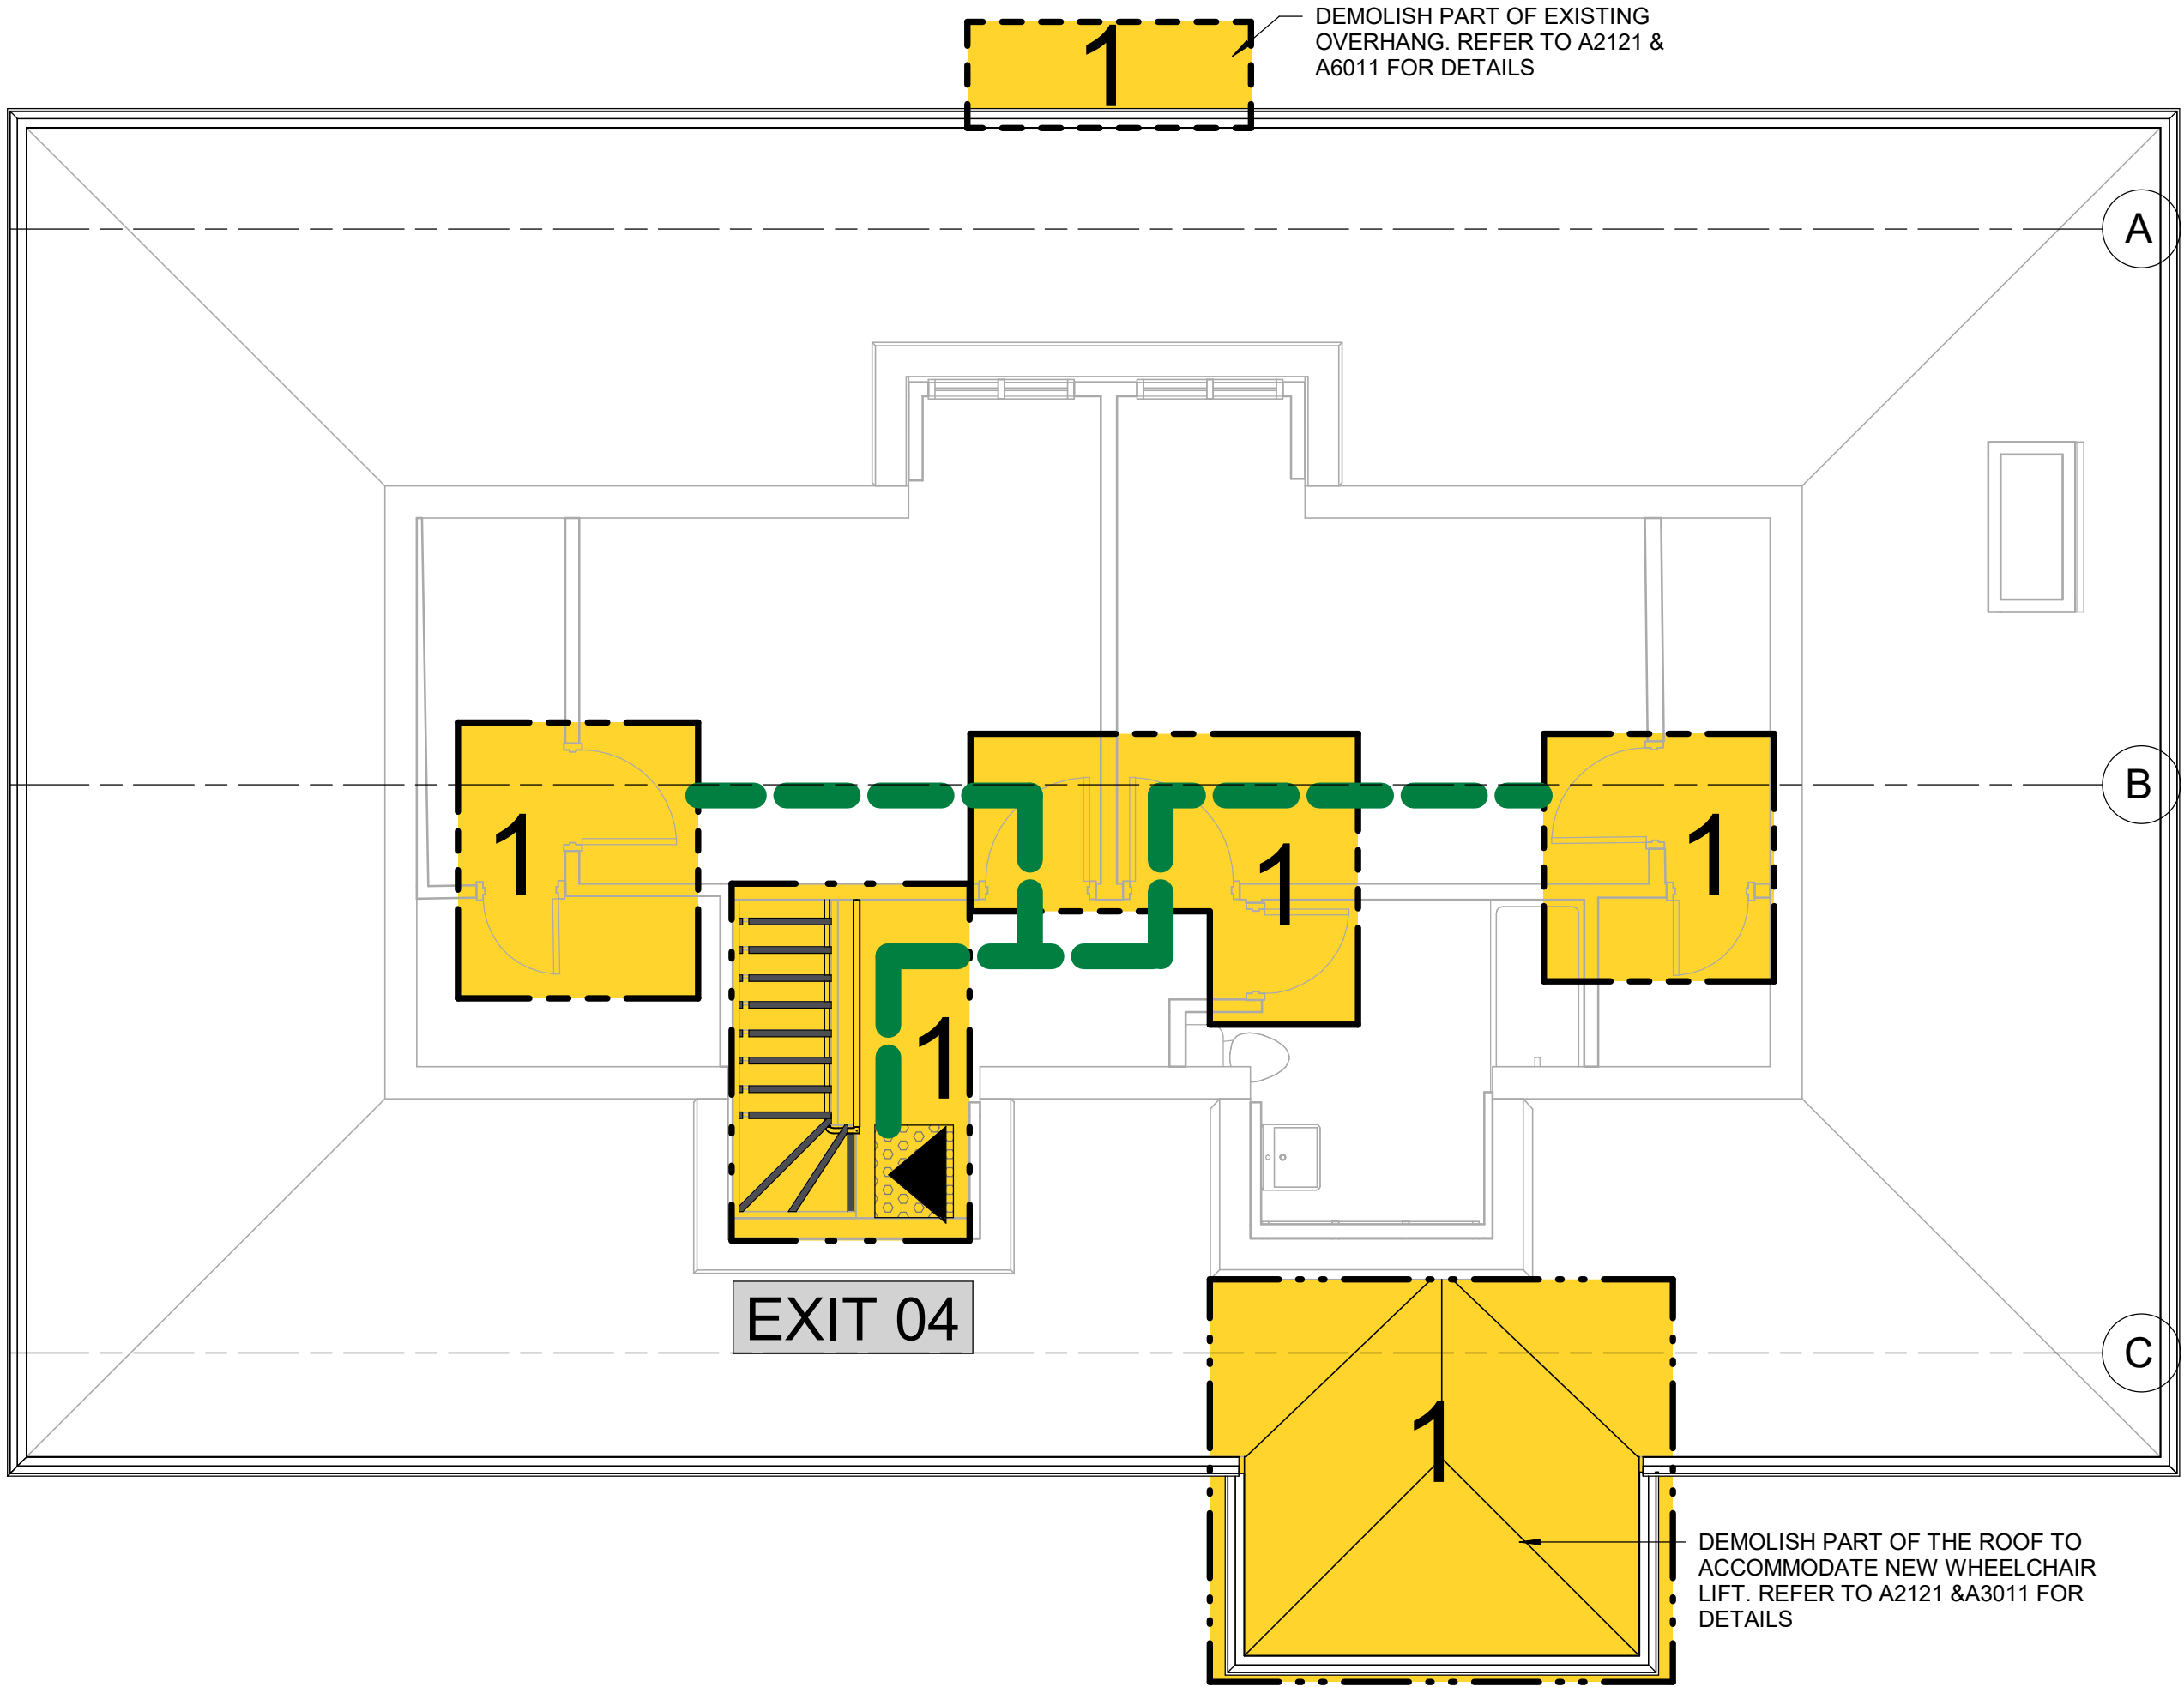 DEMOLISH PART OF EXISTING
OVERHANG. REFER TO A2121 &
A6011 FOR DETAILS
1
A
B
1
1
1
1
EXIT 04
C
1
DEMOLISH PART OF THE ROOF TO
ACCOMMODATE NEW WHEELCHAIR
LIFT. REFER TO A2121 &A3011 FOR
DETAILS